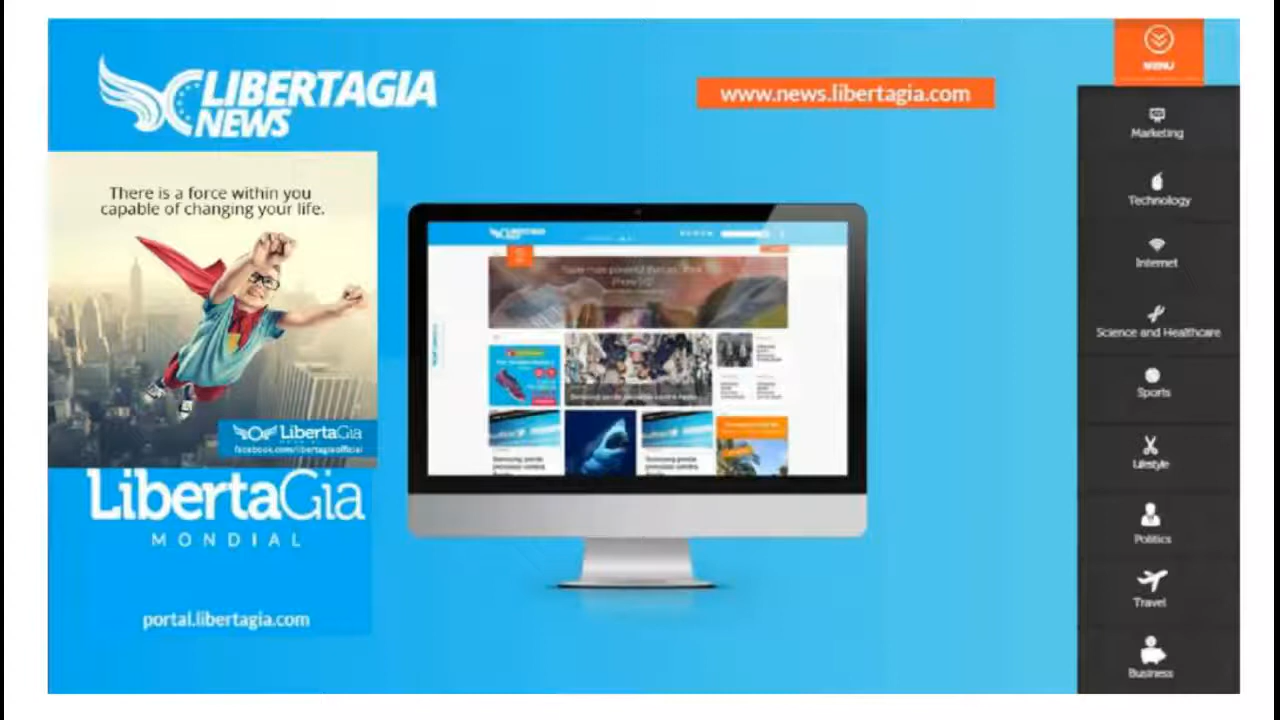 LIBERTAGIA
NEWS
www.news.libertagia.com
MENU
There is a force within you
capable of changing your life.
LibertaGia
facebook.com/libertagiaofficial
LibertaGia
MONDIAL
portal.libertagia.com
LIBERTAGIA
Marketing
Technology
Internet
Science and Healthcare
Sports
Lifestyle
Politics
Travel
Business